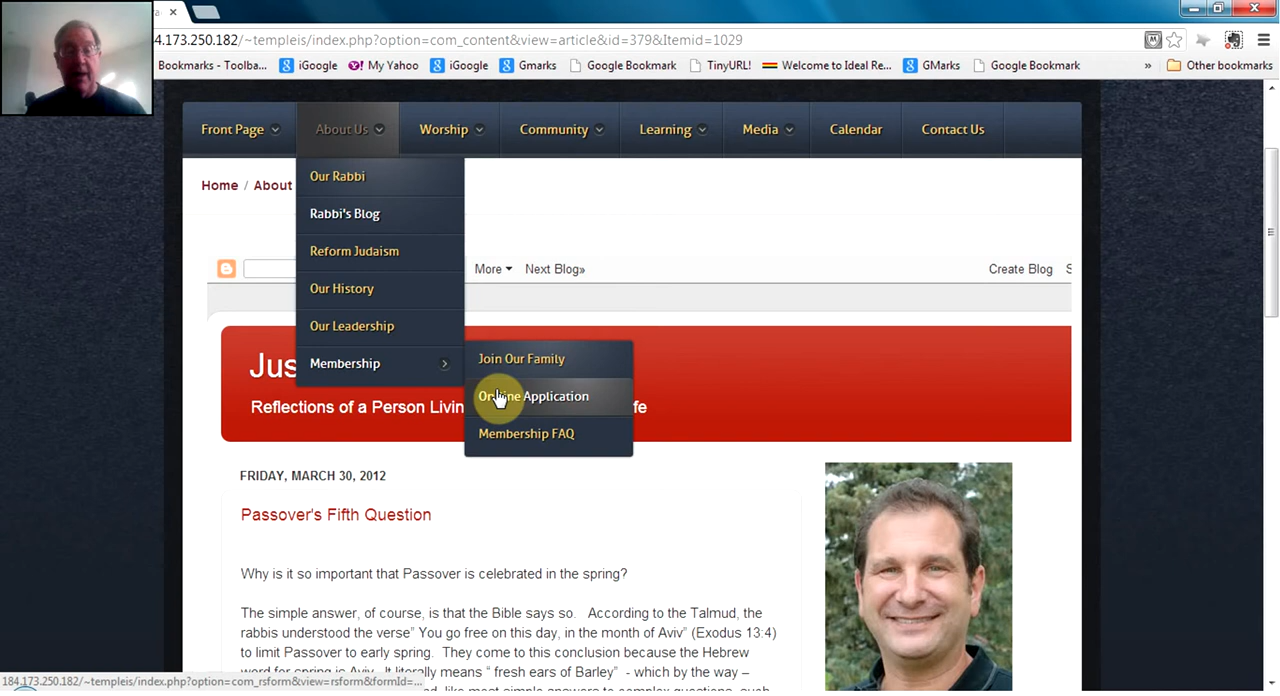 4.173.250.182/~templeis/index.php?option=com_content&view=article&id=379&Itemid=1029
Bookmarks - Toolba... iGoogle My Yahoo iGoogle Gmarks Google Bookmark TinyURL! Welcome to Ideal Re... GMarks Google Bookmark » Other bookmarks
Front Page About Us Worship Community Learning Media Calendar Contact Us
Our Rabbi
Home / About
Rabbi's Blog
Reform Judaism
More Next Blog» Create Blog S
Our History
Our Leadership
Membership
Join Our Family
Online Application
Membership FAQ
Jus
Reflections of a Person Livin fe
FRIDAY, MARCH 30, 2012
Passover's Fifth Question
Why is it so important that Passover is celebrated in the spring?
The simple answer, of course, is that the Bible says so. According to the Talmud, the
rabbis understood the verse" You go free on this day, in the month of Aviv" (Exodus 13:4)
to limit Passover to early spring. They come to this conclusion because the Hebrew
word for spring is Aviv. It literally means " fresh ears of Barley" - which by the way –
184.173.250.182/~templeis/index.php?option=com_rsform&view=rsform&formId=...